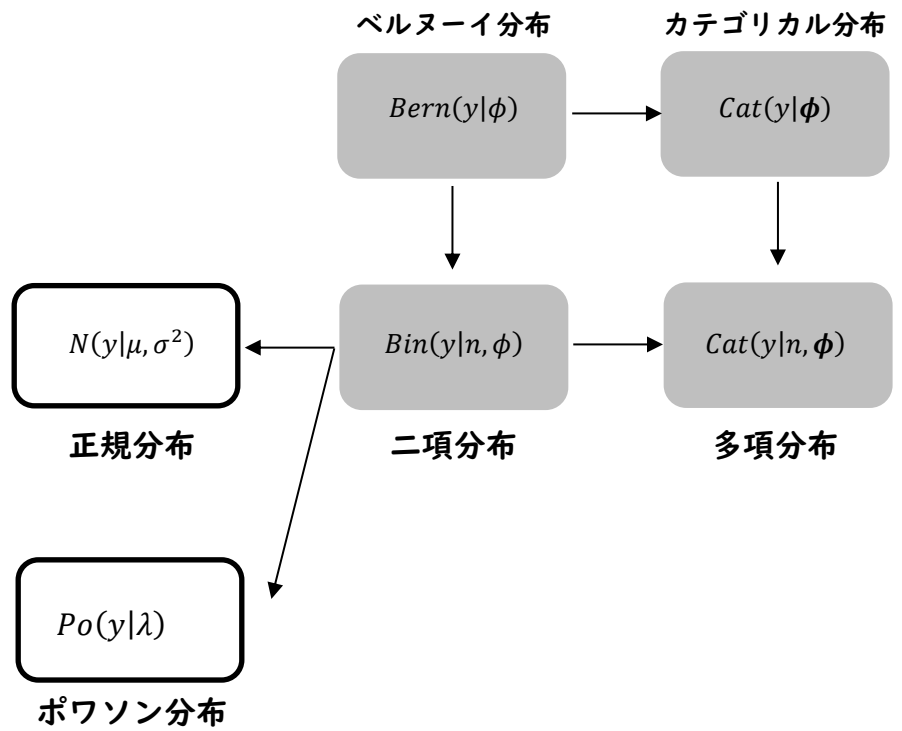 ベルヌーイ分布 カテゴリカル分布
Bern(y|ϕ) Cat(y|𝝓)
N(y|μ, σ²) Bin(y|n, ϕ) Cat(y|n, 𝝓)
正規分布 二項分布 多項分布
Po(y|λ)
ポワソン分布